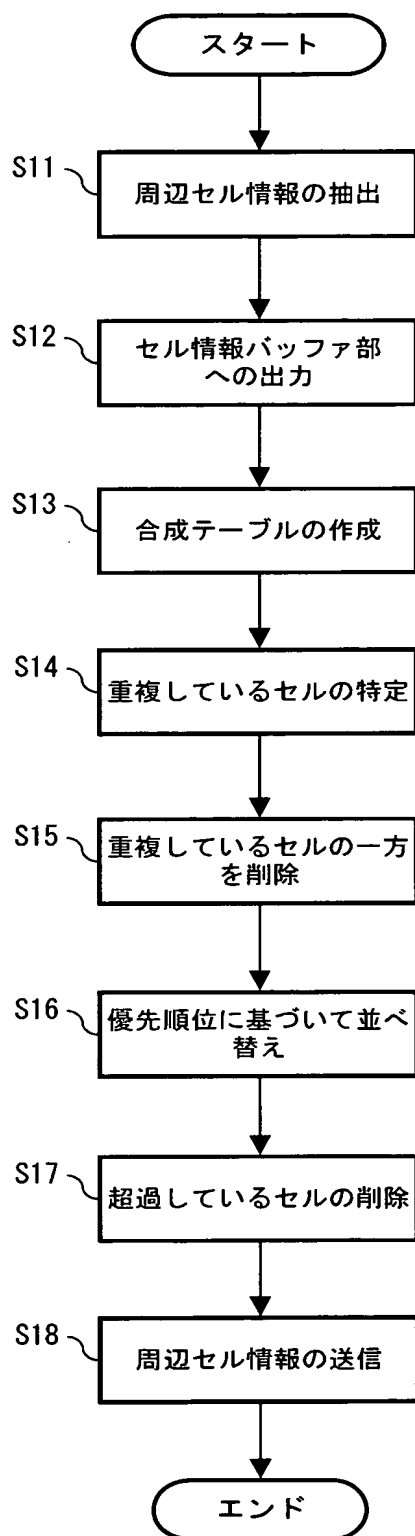 スタート
S11
周辺セル情報の抽出
S12
セル情報バッファ部
への出力
S13
合成テーブルの作成
S14
重複しているセルの特定
S15
重複しているセルの一方
を削除
S16
優先順位に基づいて並べ
替え
S17
超過しているセルの削除
S18
周辺セル情報の送信
エンド